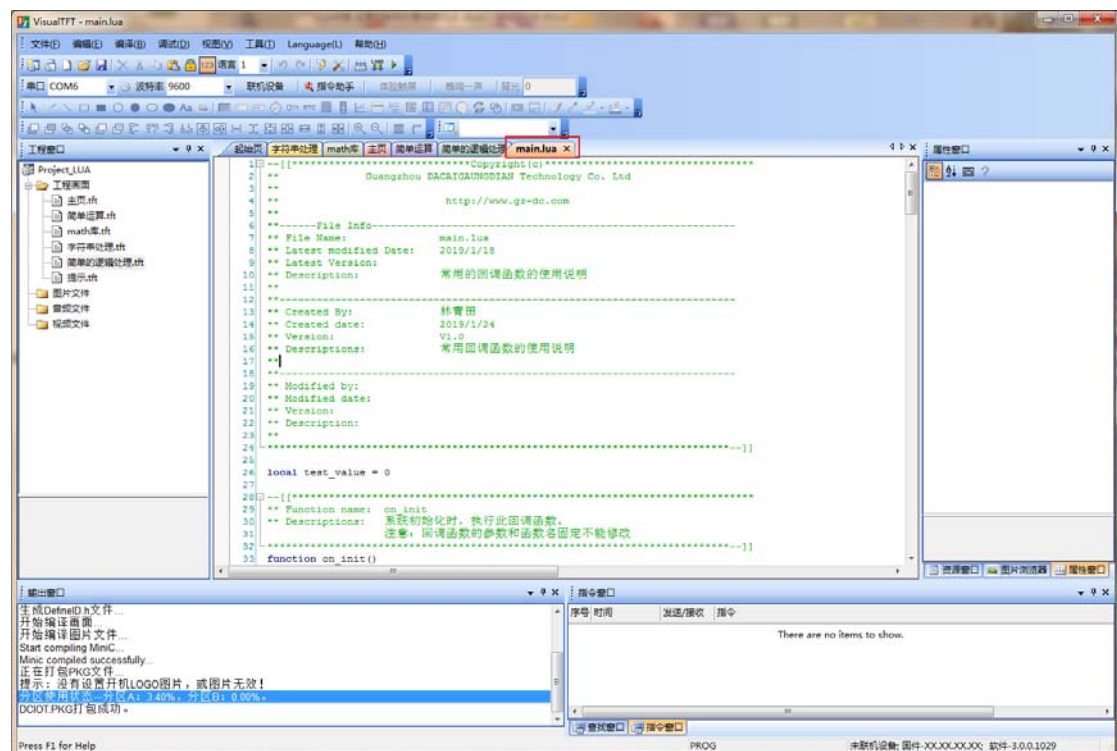 VisualTFT - main.lua
文件(F) 编辑(E) 编译(B) 调试(D) 视图(V) 工具(T) Language(L) 帮助(H)
语言 1
串口 COM6 波特率 9600 联机设备 指令助手 体验触屏 蜂鸣一声 背光 0
工程窗口
起始页 字符串处理 math库 主页 简单运算 简单的逻辑处理 main.lua
属性窗口
Project_LUA
工程画面
主页.tft
简单运算.tft
math库.tft
字符串处理.tft
简单的逻辑处理.tft
提示.tft
图片文件
音频文件
视频文件
1 --[[******************************Copyright(c)******************************
2 ** Guangzhou DACAIGAUNGDIAN Technology Co. Ltd
3 **
4 ** http://www.gz-dc.com
5 **
6 **------File Info------------------------------------------------------------
7 ** File Name: main.lua
8 ** Latest modified Date: 2019/1/18
9 ** Latest Version:
10 ** Description: 常用的回调函数的使用说明
11 **
12 **--------------------------------------------------------------------------
13 ** Created By: 林青田
14 ** Created date: 2019/1/24
15 ** Version: V1.0
16 ** Descriptions: 常用回调函数的使用说明
17 **
18 **--------------------------------------------------------------------------
19 ** Modified by:
20 ** Modified date:
21 ** Version:
22 ** Description:
23 **
24 ****************************************************************************--]]
25
26 local test_value = 0
27
28 --[[****************************************************************************
29 ** Function name: on_init
30 ** Descriptions: 系统初始化时，执行此回调函数。
31 注意：回调函数的参数和函数名固定不能修改
32 ****************************************************************************--]]
33 function on_init()
资源窗口 图片浏览器 属性窗口
输出窗口
生成DefineID.h文件...
开始编译画面...
开始编译图片文件...
Start compiling MiniC...
Minic compiled successfully...
正在打包PKG文件...
提示：没有设置开机LOGO图片，或图片无效！
分区使用状态---分区A：3.40%，分区B：0.00%。
DCIOT.PKG打包成功。
指令窗口
序号 时间 发送/接收 指令
There are no items to show.
查找窗口 指令窗口
Press F1 for Help
PROG
未联机设备; 固件-XX.XX.XX.XX; 软件-3.0.0.1029